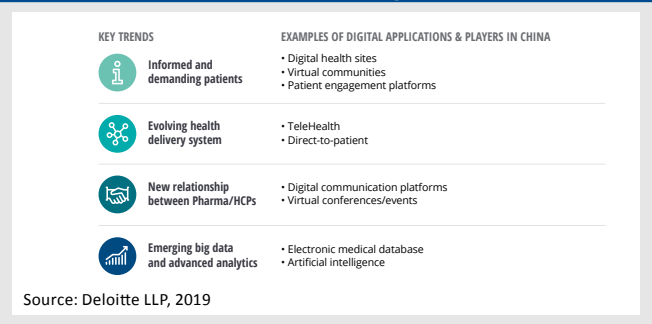 KEY TRENDS
EXAMPLES OF DIGITAL APPLICATIONS & PLAYERS IN CHINA
Informed and
demanding patients
• Digital health sites
• Virtual communities
• Patient engagement platforms
Evolving health
delivery system
• TeleHealth
• Direct-to-patient
New relationship
between Pharma/HCPs
• Digital communication platforms
• Virtual conferences/events
Emerging big data
and advanced analytics
• Electronic medical database
• Artificial intelligence
Source: Deloitte LLP, 2019